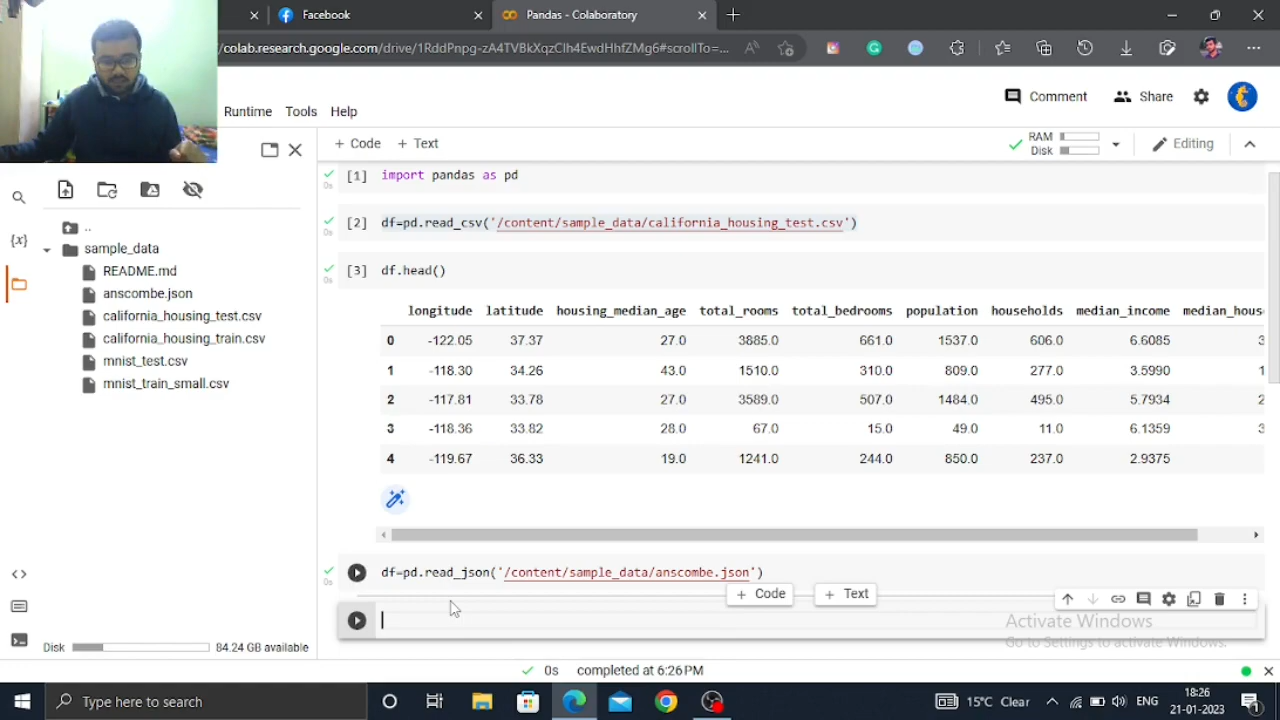 Facebook
Pandas - Colaboratory
/colab.research.google.com/drive/1RddPnpg-zA4TVBkXqzClh4EwdHhfZMg6#scrollTo=...
Runtime Tools Help
Comment Share
+ Code + Text
RAM
Disk
Editing
[1] import pandas as pd
0s
[2] df=pd.read_csv('/content/sample_data/california_housing_test.csv')
0s
[3] df.head()
0s
..
sample_data
README.md
anscombe.json
california_housing_test.csv
california_housing_train.csv
mnist_test.csv
mnist_train_small.csv
longitude latitude housing_median_age total_rooms total_bedrooms population households median_income median_hous
0 -122.05 37.37 27.0 3885.0 661.0 1537.0 606.0 6.6085 3
1 -118.30 34.26 43.0 1510.0 310.0 809.0 277.0 3.5990 1
2 -117.81 33.78 27.0 3589.0 507.0 1484.0 495.0 5.7934 2
3 -118.36 33.82 28.0 67.0 15.0 49.0 11.0 6.1359 3
4 -119.67 36.33 19.0 1241.0 244.0 850.0 237.0 2.9375
df=pd.read_json('/content/sample_data/anscombe.json')
0s
+ Code + Text
Activate Windows
Go to Settings to activate Windows.
Disk 84.24 GB available
0s completed at 6:26 PM
Type here to search
15°C Clear
ENG
18:26
21-01-2023
1